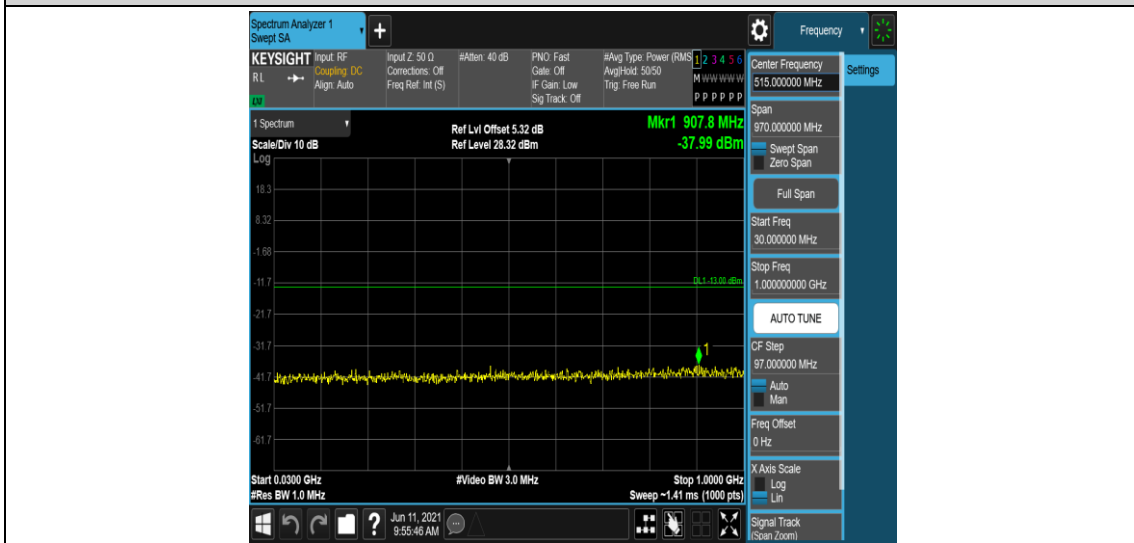 Spectrum Analyzer 1
Swept SA
+
Frequency
KEYSIGHT
RL
LXI
Input: RF
Coupling: DC
Align: Auto
Input Z: 50 Ω
Corrections: Off
Freq Ref: Int (S)
#Atten: 40 dB
PNO: Fast
Gate: Off
IF Gain: Low
Sig Track: Off
#Avg Type: Power (RMS
Avg|Hold: 50/50
Trig: Free Run
1 2 3 4 5 6
M W W W W W
P P P P P P
1 Spectrum
Scale/Div 10 dB
Log
Ref Lvl Offset 5.32 dB
Ref Level 28.32 dBm
Mkr1 907.8 MHz
-37.99 dBm
18.3
8.32
-1.68
-11.7
DL1 -13.00 dBm
-21.7
-31.7
1
-41.7
-51.7
-61.7
Start 0.0300 GHz
#Res BW 1.0 MHz
#Video BW 3.0 MHz
Stop 1.0000 GHz
Sweep ~1.41 ms (1000 pts)
?
Jun 11, 2021
9:55:46 AM
Center Frequency
515.000000 MHz
Settings
Span
970.000000 MHz
Swept Span
Zero Span
Full Span
Start Freq
30.000000 MHz
Stop Freq
1.000000000 GHz
AUTO TUNE
CF Step
97.000000 MHz
Auto
Man
Freq Offset
0 Hz
X Axis Scale
Log
Lin
Signal Track
(Span Zoom)